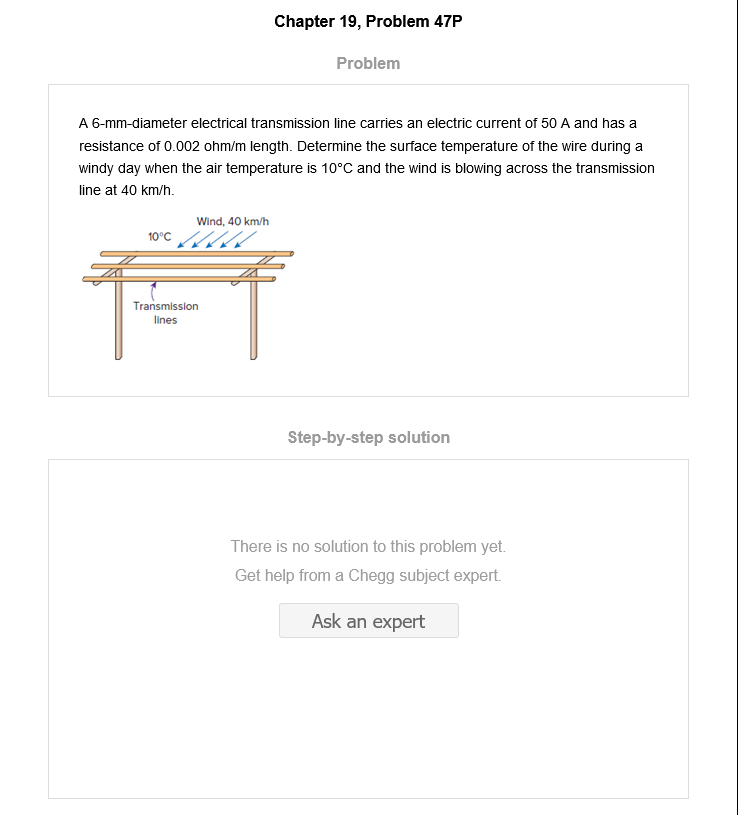 Chapter 19, Problem 47P
Problem
A 6-mm-diameter electrical transmission line carries an electric current of 50 A and has a
resistance of 0.002 ohm/m length. Determine the surface temperature of the wire during a
windy day when the air temperature is 10°C and the wind is blowing across the transmission
line at 40 km/h.
Wind, 40 km/h
10°C
Transmission
lines
Step-by-step solution
There is no solution to this problem yet.
Get help from a Chegg subject expert.
Ask an expert